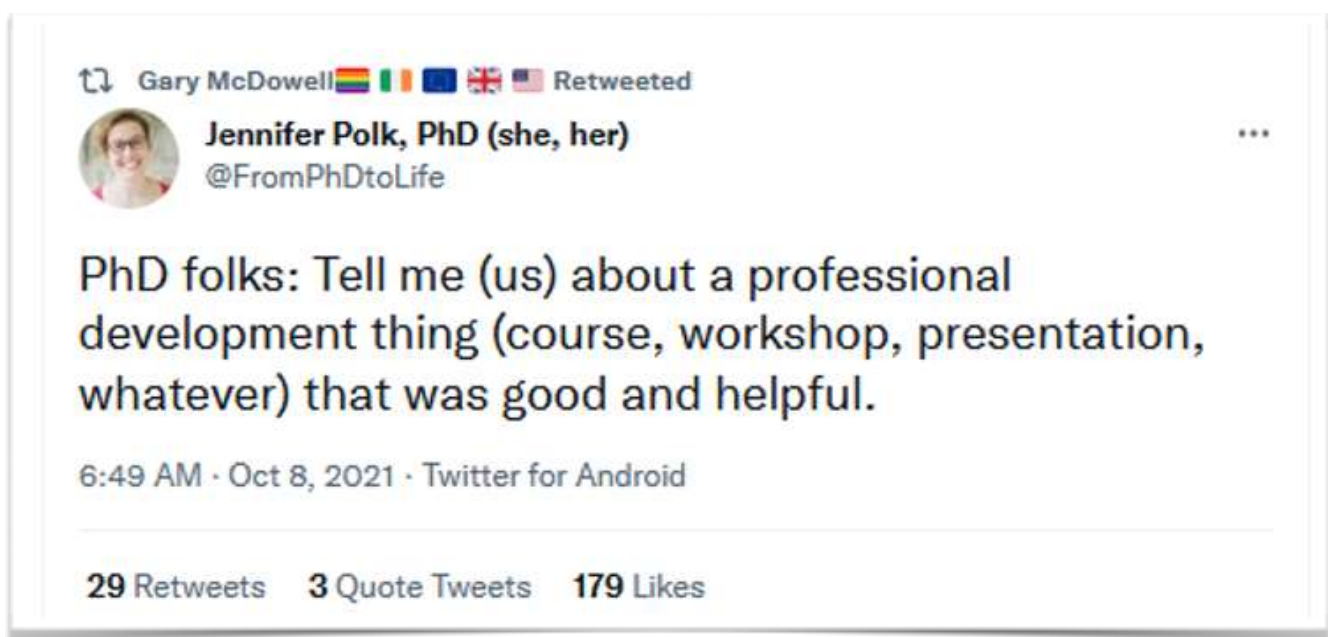 Gary McDowell🏳️‍🌈🇮🇪🇪🇺🇬🇧🇺🇸 Retweeted
Jennifer Polk, PhD (she, her)
@FromPhDtoLife
PhD folks: Tell me (us) about a professional
development thing (course, workshop, presentation,
whatever) that was good and helpful.
6:49 AM · Oct 8, 2021 · Twitter for Android
29 Retweets 3 Quote Tweets 179 Likes